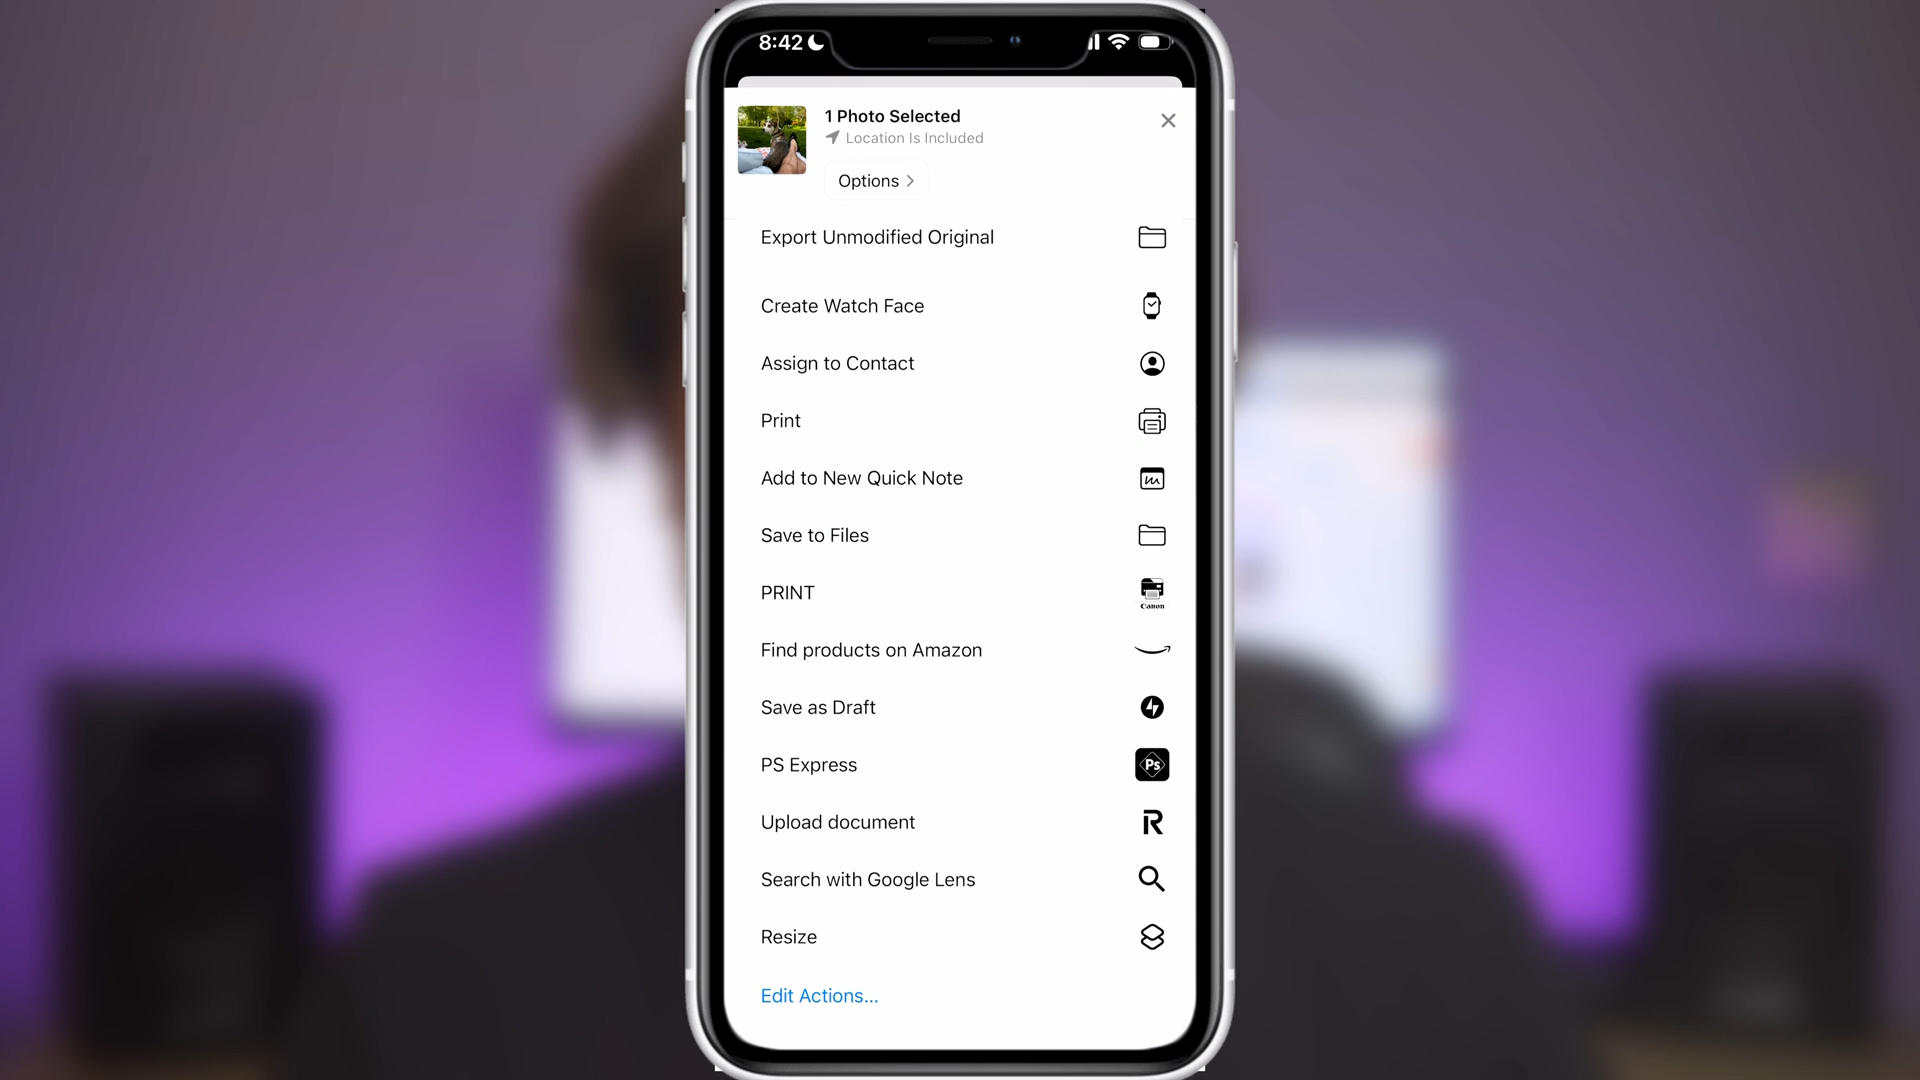 8:42
1 Photo Selected
Location Is Included
Options
Export Unmodified Original
Create Watch Face
Assign to Contact
Print
Add to New Quick Note
Save to Files
PRINT
Canon
Find products on Amazon
Save as Draft
PS Express
Ps
Upload document
R
Search with Google Lens
Resize
Edit Actions...